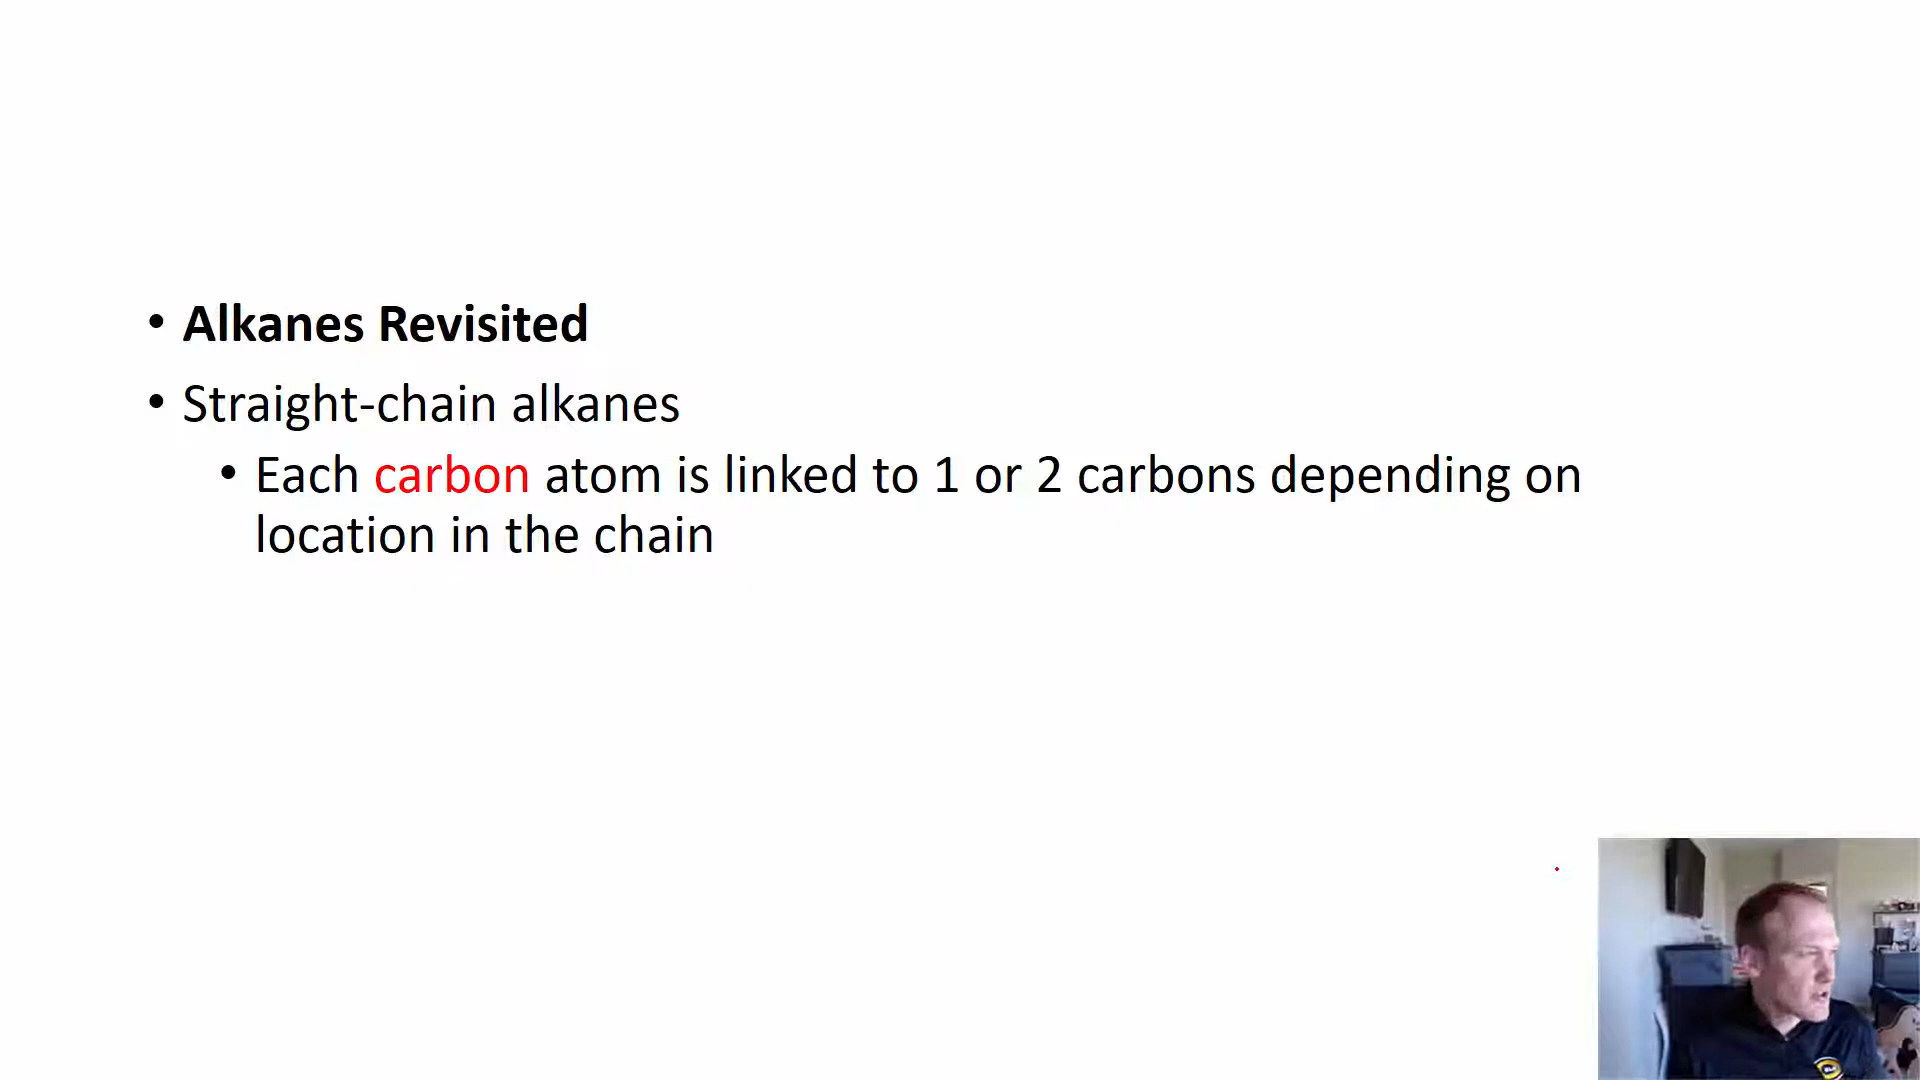 • Alkanes Revisited
• Straight-chain alkanes
• Each carbon atom is linked to 1 or 2 carbons depending on
location in the chain